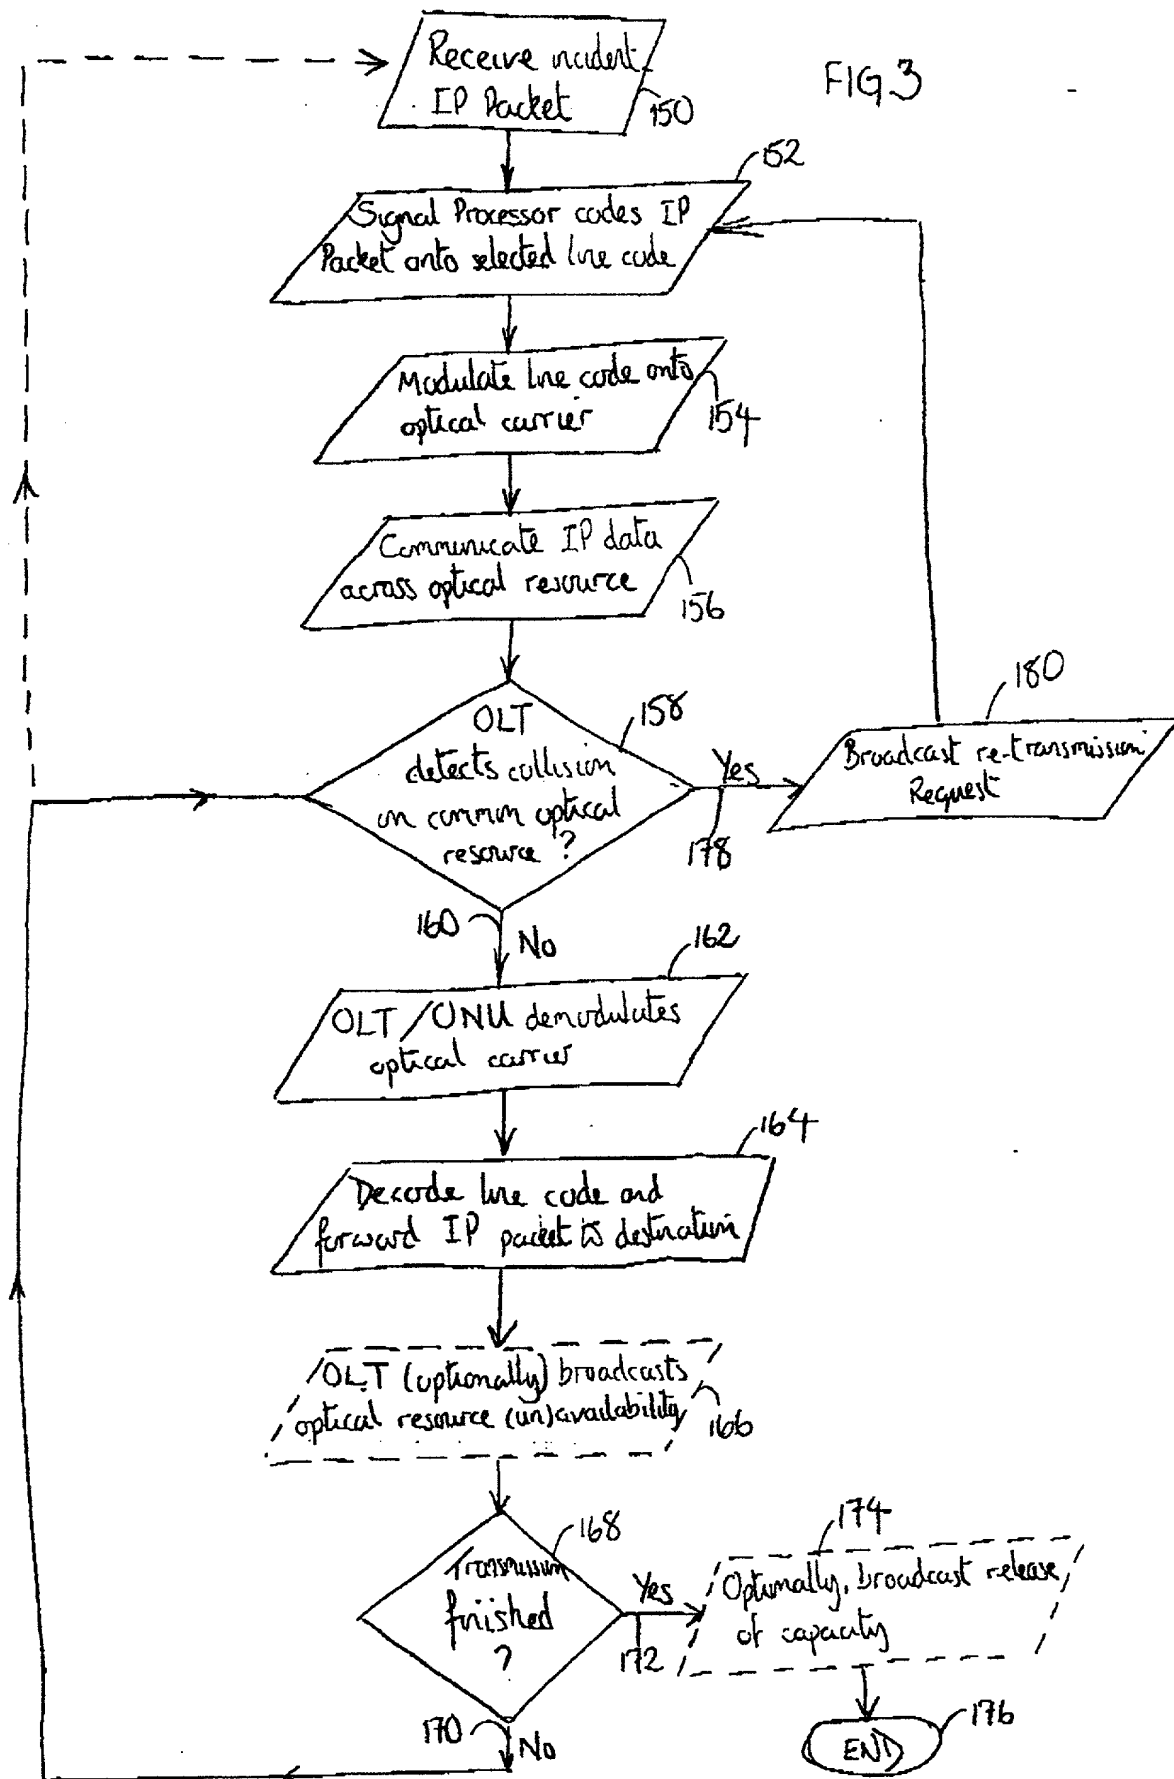 FIG 3
Receive incident
IP Packet
150
152
Signal Processor codes IP
Packet onto selected line code
Modulate line code onto
optical carrier
154
Communicate IP data
across optical resource
156
OLT
detects collision
on common optical
resource ?
158
Yes
178
180
Broadcast re-transmission
Request
160
No
162
OLT/ONU demodulates
optical carrier
164
Decode line code and
forward IP packet to destination
OLT (optionally) broadcasts
optical resource (un)availability
166
168
Transmission
finished
?
Yes
172
174
Optionally, broadcast release
of capacity
170
No
176
END